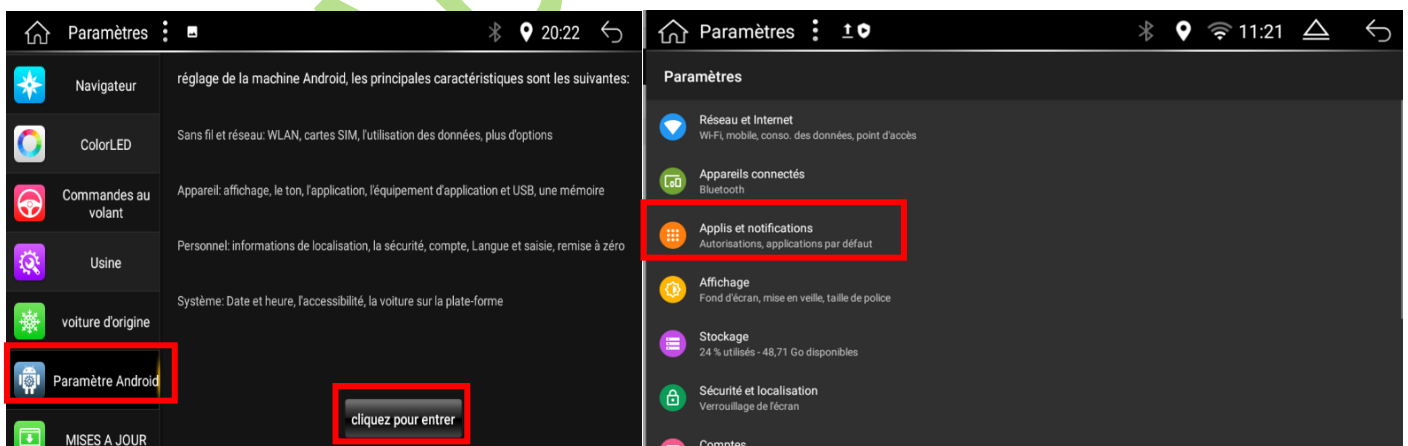 Paramètres
20:22
Navigateur
ColorLED
Commandes au
volant
Usine
voiture d'origine
Paramètre Android
MISES A JOUR
réglage de la machine Android, les principales caractéristiques sont les suivantes:
Sans fil et réseau: WLAN, cartes SIM, l'utilisation des données, plus d'options
Appareil: affichage, le ton, l'application, l'équipement d'application et USB, une mémoire
Personnel: informations de localisation, la sécurité, compte, Langue et saisie, remise à zéro
Système: Date et heure, l'accessibilité, la voiture sur la plate-forme
cliquez pour entrer
Paramètres
11:21
Paramètres
Réseau et Internet
Wi-Fi, mobile, conso. des données, point d'accès
Appareils connectés
Bluetooth
Applis et notifications
Autorisations, applications par défaut
Affichage
Fond d'écran, mise en veille, taille de police
Stockage
24 % utilisés - 48,71 Go disponibles
Sécurité et localisation
Verrouillage de l'écran
Comptes